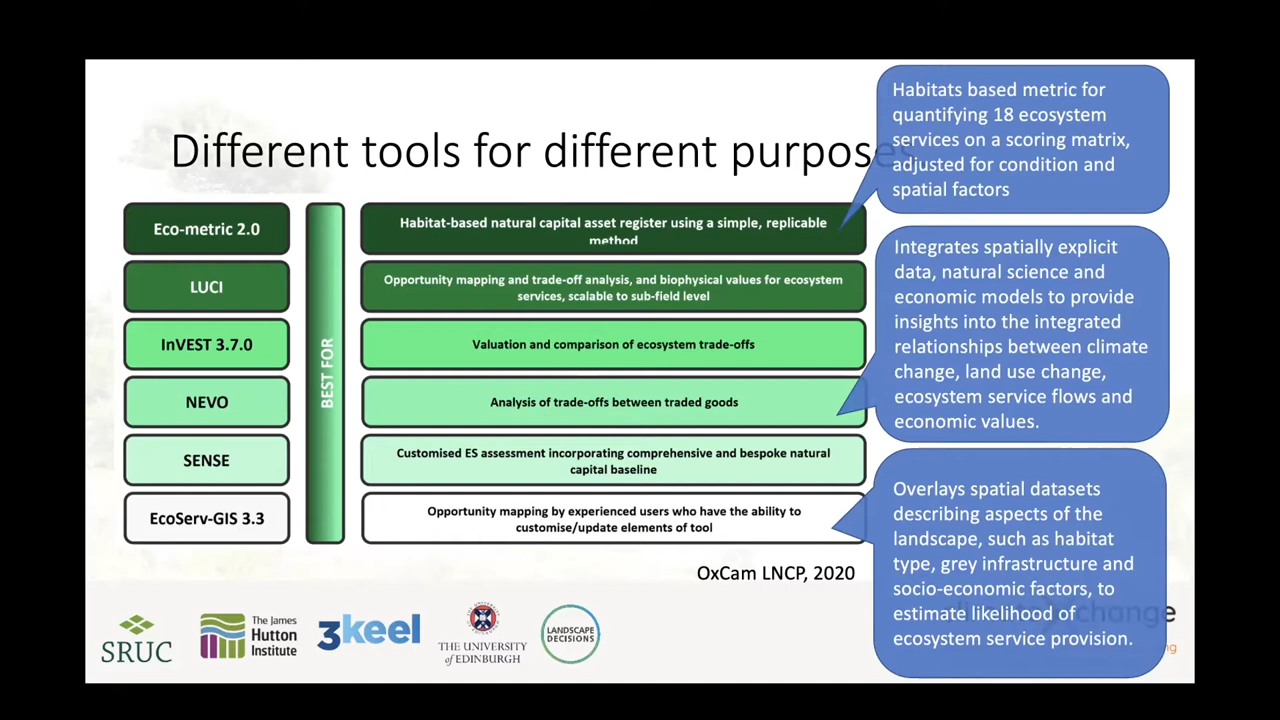 Different tools for different purposes
Habitats based metric for
quantifying 18 ecosystem
services on a scoring matrix,
adjusted for condition and
spatial factors
Eco-metric 2.0
LUCI
InVEST 3.7.0
NEVO
SENSE
EcoServ-GIS 3.3
BEST FOR
Habitat-based natural capital asset register using a simple, replicable
method
Opportunity mapping and trade-off analysis, and biophysical values for ecosystem
services, scalable to sub-field level
Valuation and comparison of ecosystem trade-offs
Analysis of trade-offs between traded goods
Customised ES assessment incorporating comprehensive and bespoke natural
capital baseline
Opportunity mapping by experienced users who have the ability to
customise/update elements of tool
Integrates spatially explicit
data, natural science and
economic models to provide
insights into the integrated
relationships between climate
change, land use change,
ecosystem service flows and
economic values.
Overlays spatial datasets
describing aspects of the
landscape, such as habitat
type, grey infrastructure and
socio-economic factors, to
estimate likelihood of
ecosystem service provision.
OxCam LNCP, 2020
SRUC
The James
Hutton
Institute
3keel
THE UNIVERSITY
of EDINBURGH
LANDSCAPE
DECISIONS
change